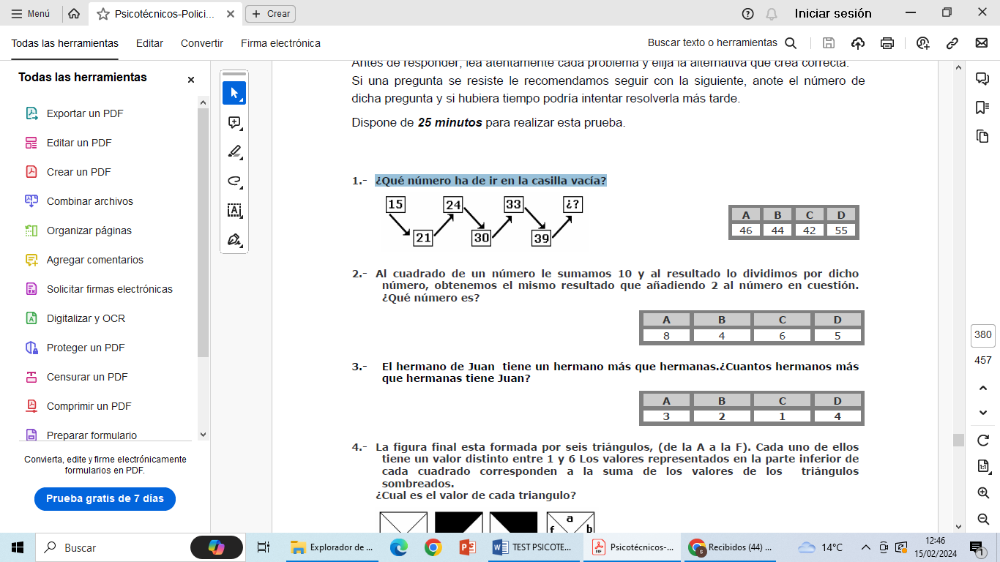 Menú
Psicotécnicos-Polici...
Crear
Iniciar sesión
Todas las herramientas
Editar
Convertir
Firma electrónica
Buscar texto o herramientas
Todas las herramientas
Exportar un PDF
Editar un PDF
Crear un PDF
Combinar archivos
Organizar páginas
Agregar comentarios
Solicitar firmas electrónicas
Digitalizar y OCR
Proteger un PDF
Censurar un PDF
Comprimir un PDF
Preparar formulario
Convierta, edite y firme electrónicamente
formularios en PDF.
Prueba gratis de 7 días
Antes de responder, lea atentamente cada problema y elija la alternativa que crea correcta.
Si una pregunta se resiste le recomendamos seguir con la siguiente, anote el número de
dicha pregunta y si hubiera tiempo podría intentar resolverla más tarde.
Dispone de 25 minutos para realizar esta prueba.
1.- ¿Qué número ha de ir en la casilla vacía?
15 24 33 ¿?
21 30 39
A B C D
46 44 42 55
2.- Al cuadrado de un número le sumamos 10 y al resultado lo dividimos por dicho
número, obtenemos el mismo resultado que añadiendo 2 al número en cuestión.
¿Qué número es?
A B C D
8 4 6 5
3.- El hermano de Juan tiene un hermano más que hermanas.¿Cuantos hermanos más
que hermanas tiene Juan?
A B C D
3 2 1 4
4.- La figura final esta formada por seis triángulos, (de la A a la F). Cada uno de ellos
tiene un valor distinto entre 1 y 6 Los valores representados en la parte inferior de
cada cuadrado corresponden a la suma de los valores de los triángulos
sombreados.
¿Cual es el valor de cada triangulo?
a
f b
380
457
1:1
Buscar
Explorador de ...
TEST PSICOTE...
Psicotécnicos-...
Recibidos (44) ...
14°C
12:46
15/02/2024
1